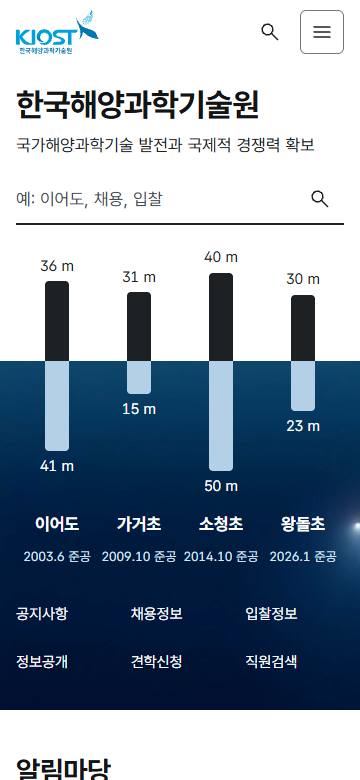 KIOST
한국해양과학기술원
한국해양과학기술원
국가해양과학기술 발전과 국제적 경쟁력 확보
예: 이어도, 채용, 입찰
36 m
31 m
40 m
30 m
41 m
15 m
50 m
23 m
이어도
가거초
소청초
왕돌초
2003.6 준공
2009.10 준공
2014.10 준공
2026.1 준공
공지사항
채용정보
입찰정보
정보공개
견학신청
직원검색
알림마당